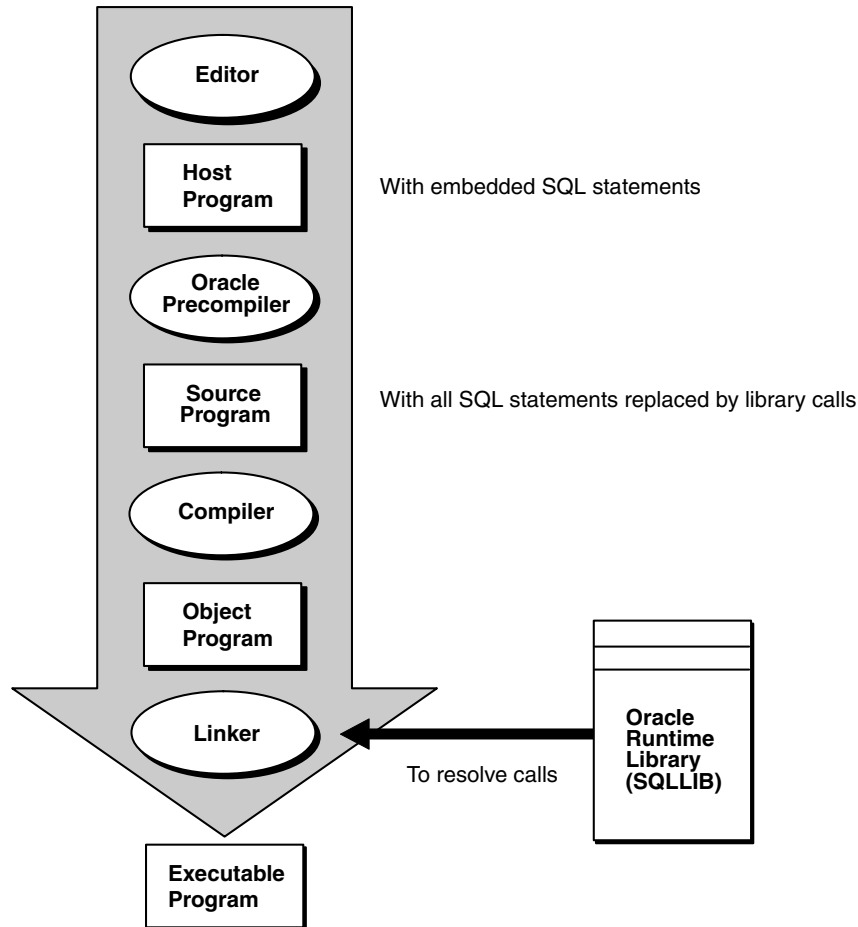 Editor
Host
Program
With embedded SQL statements
Oracle
Precompiler
Source
Program
With all SQL statements replaced by library calls
Compiler
Object
Program
Linker
To resolve calls
Oracle
Runtime
Library
(SQLLIB)
Executable
Program